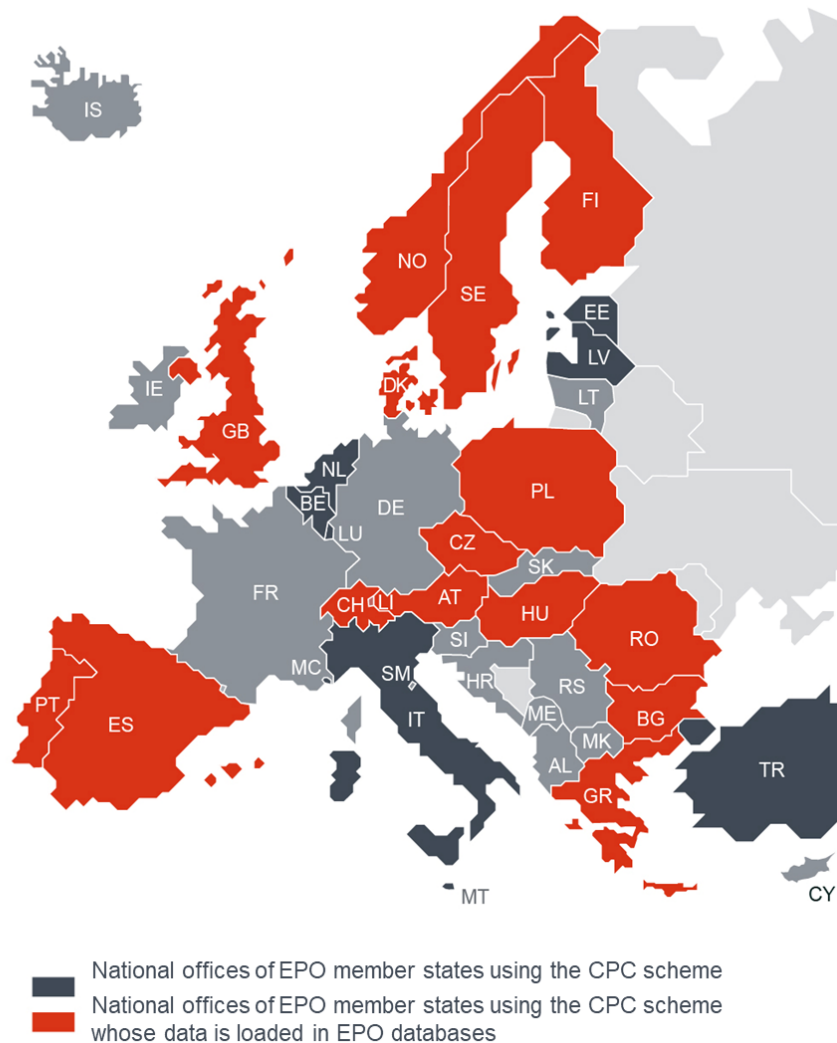 IS
FI
NO
SE
EE
LV
DK
LT
IE
GB
NL
PL
BE
DE
LU
CZ
SK
FR
CH
LI
AT
HU
SI
RO
MC
SM
HR
RS
PT
ES
IT
ME
BG
MK
AL
TR
GR
MT
CY
National offices of EPO member states using the CPC scheme
National offices of EPO member states using the CPC scheme
whose data is loaded in EPO databases